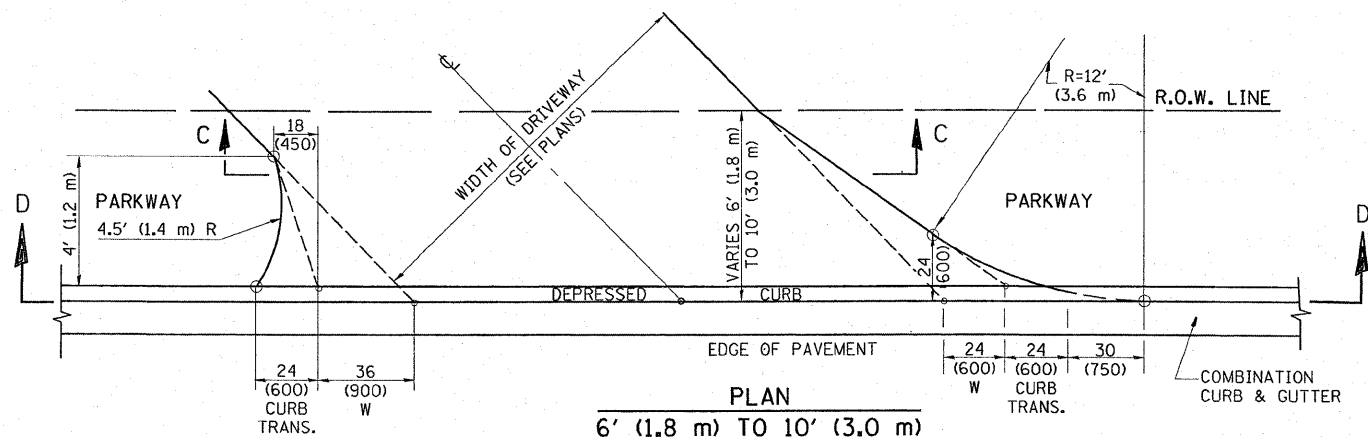 ℄
R=12'
(3.6 m)
R.O.W. LINE
C
18
(450)
WIDTH OF DRIVEWAY
(SEE PLANS)
C
4' (1.2 m)
PARKWAY
4.5' (1.4 m) R
VARIES 6' (1.8 m)
TO 10' (3.0 m)
PARKWAY
D
D
24
(600)
DEPRESSED CURB
EDGE OF PAVEMENT
24
(600)
CURB
TRANS.
36
(900)
W
24
(600)
W
24
(600)
CURB
TRANS.
30
(750)
COMBINATION
CURB & GUTTER
PLAN
6' (1.8 m) TO 10' (3.0 m)